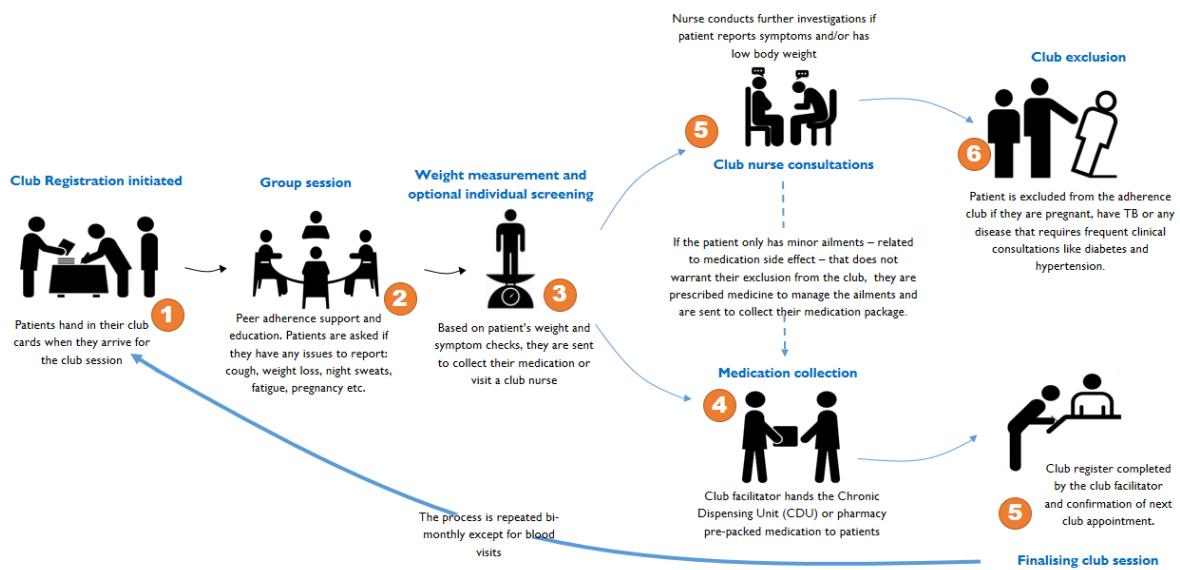 Club Registration initiated
1
Patients hand in their club
cards when they arrive for
the club session
Group session
2
Peer adherence support and
education. Patients are asked if
they have any issues to report:
cough, weight loss, night sweats,
fatigue, pregnancy etc.
Weight measurement and
optional individual screening
3
Based on patient's weight and
symptom checks, they are sent
to collect their medication or
visit a club nurse
Nurse conducts further investigations if
patient reports symptoms and/or has
low body weight
5
Club nurse consultations
If the patient only has minor ailments – related
to medication side effect – that does not
warrant their exclusion from the club, they are
prescribed medicine to manage the ailments and
are sent to collect their medication package.
Club exclusion
6
Patient is excluded from the adherence
club if they are pregnant, have TB or any
disease that requires frequent clinical
consultations like diabetes and
hypertension.
Medication collection
4
Club facilitator hands the Chronic
Dispensing Unit (CDU) or pharmacy
pre-packed medication to patients
Club register completed
by the club facilitator
and confirmation of next
club appointment.
5
Finalising club session
The process is repeated bi-
monthly except for blood
visits